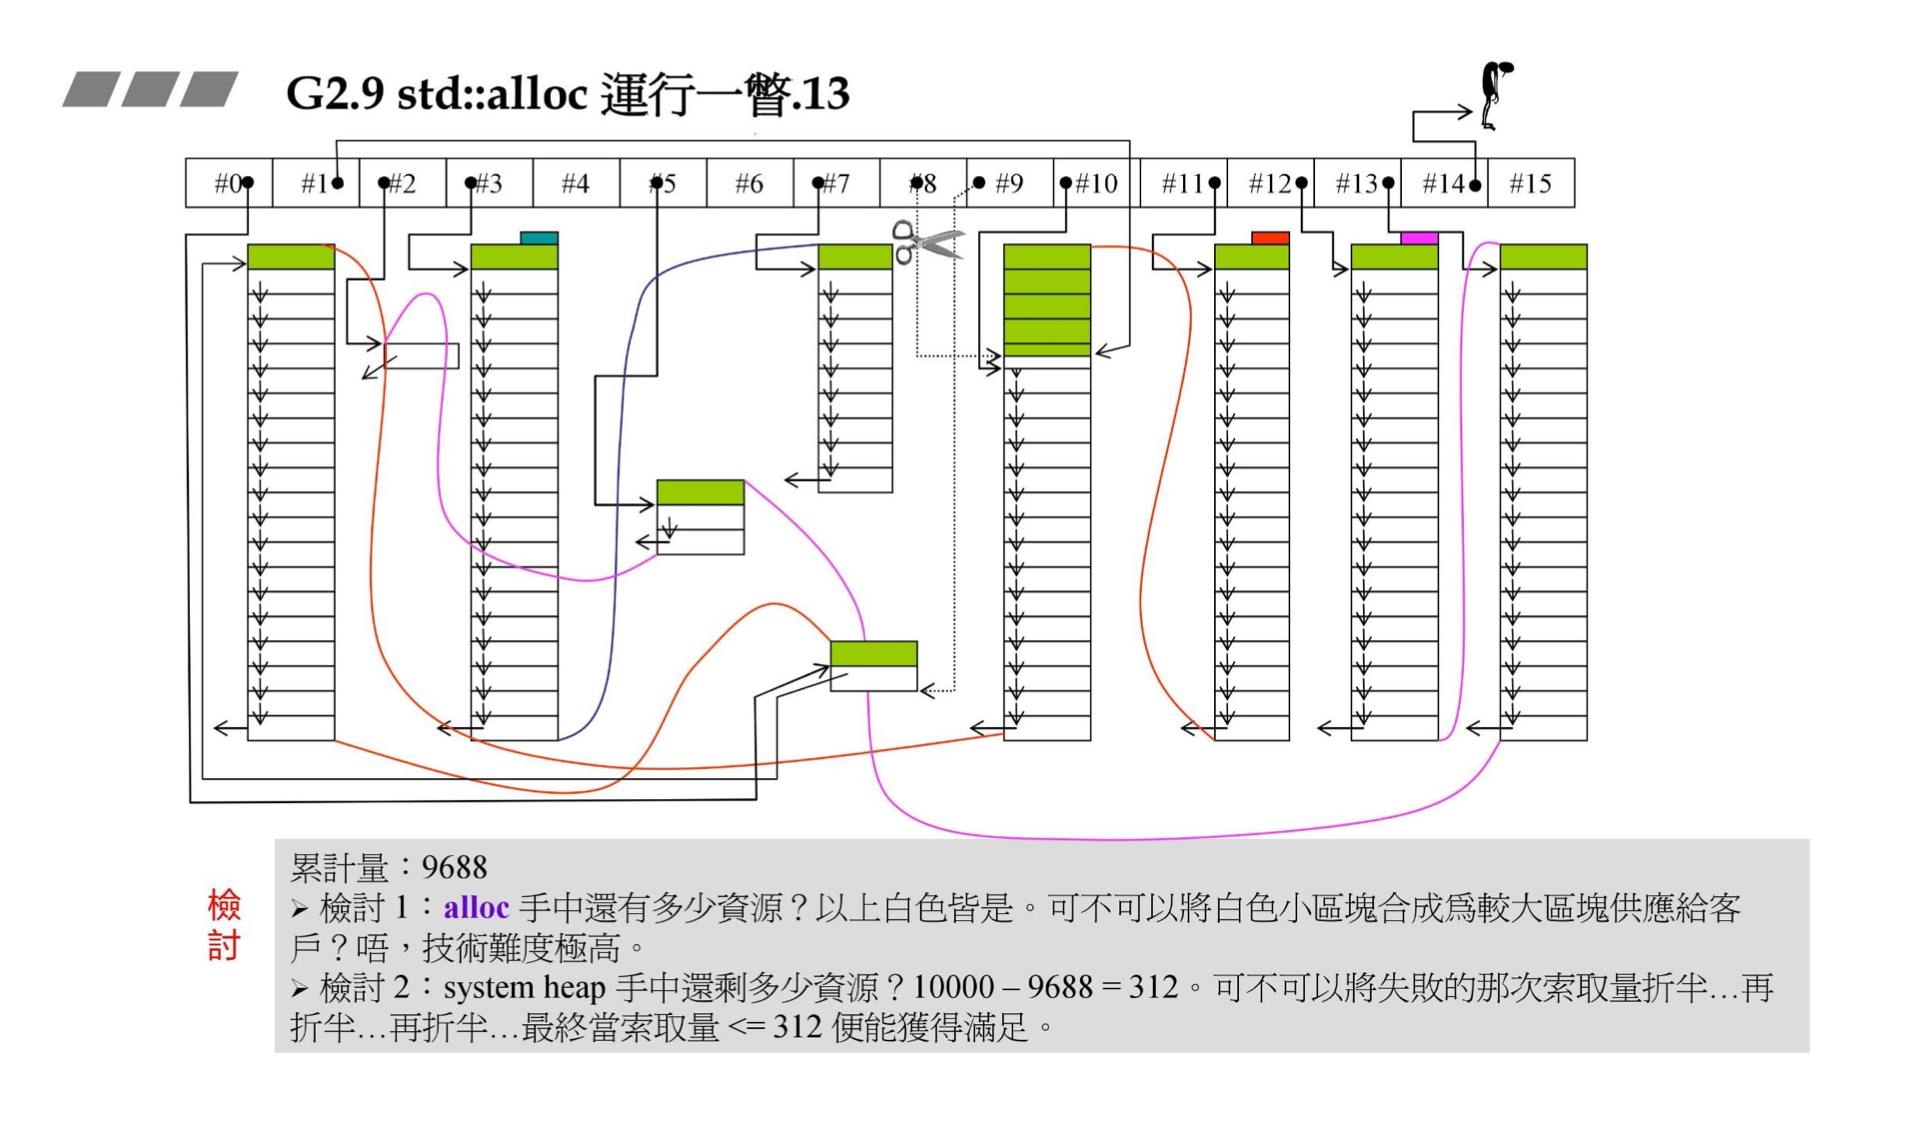 G2.9 std::alloc 運行一瞥.13
#0 #1 #2 #3 #4 #5 #6 #7 #8 #9 #10 #11 #12 #13 #14 #15
檢
討
累計量：9688
➢ 檢討 1：alloc 手中還有多少資源？以上白色皆是。可不可以將白色小區塊合成為較大區塊供應給客
戶？唔，技術難度極高。
➢ 檢討 2：system heap 手中還剩多少資源？10000 – 9688 = 312。可不可以將失敗的那次索取量折半…再
折半…再折半…最終當索取量 <= 312 便能獲得滿足。